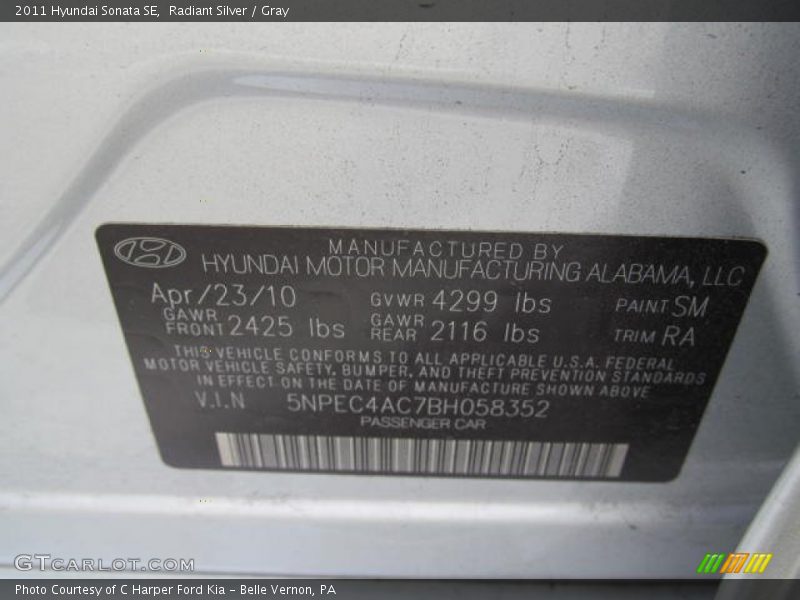 2011 Hyundai Sonata SE, Radiant Silver / Gray
MANUFACTURED BY
HYUNDAI MOTOR MANUFACTURING ALABAMA, LLC
Apr/23/10 GVWR 4299 lbs PAINT SM
GAWR FRONT 2425 lbs GAWR REAR 2116 lbs TRIM RA
THIS VEHICLE CONFORMS TO ALL APPLICABLE U.S.A. FEDERAL
MOTOR VEHICLE SAFETY, BUMPER, AND THEFT PREVENTION STANDARDS
IN EFFECT ON THE DATE OF MANUFACTURE SHOWN ABOVE
V.I.N 5NPEC4AC7BH058352
PASSENGER CAR
GTCARLOT.COM
Photo Courtesy of C Harper Ford Kia - Belle Vernon, PA